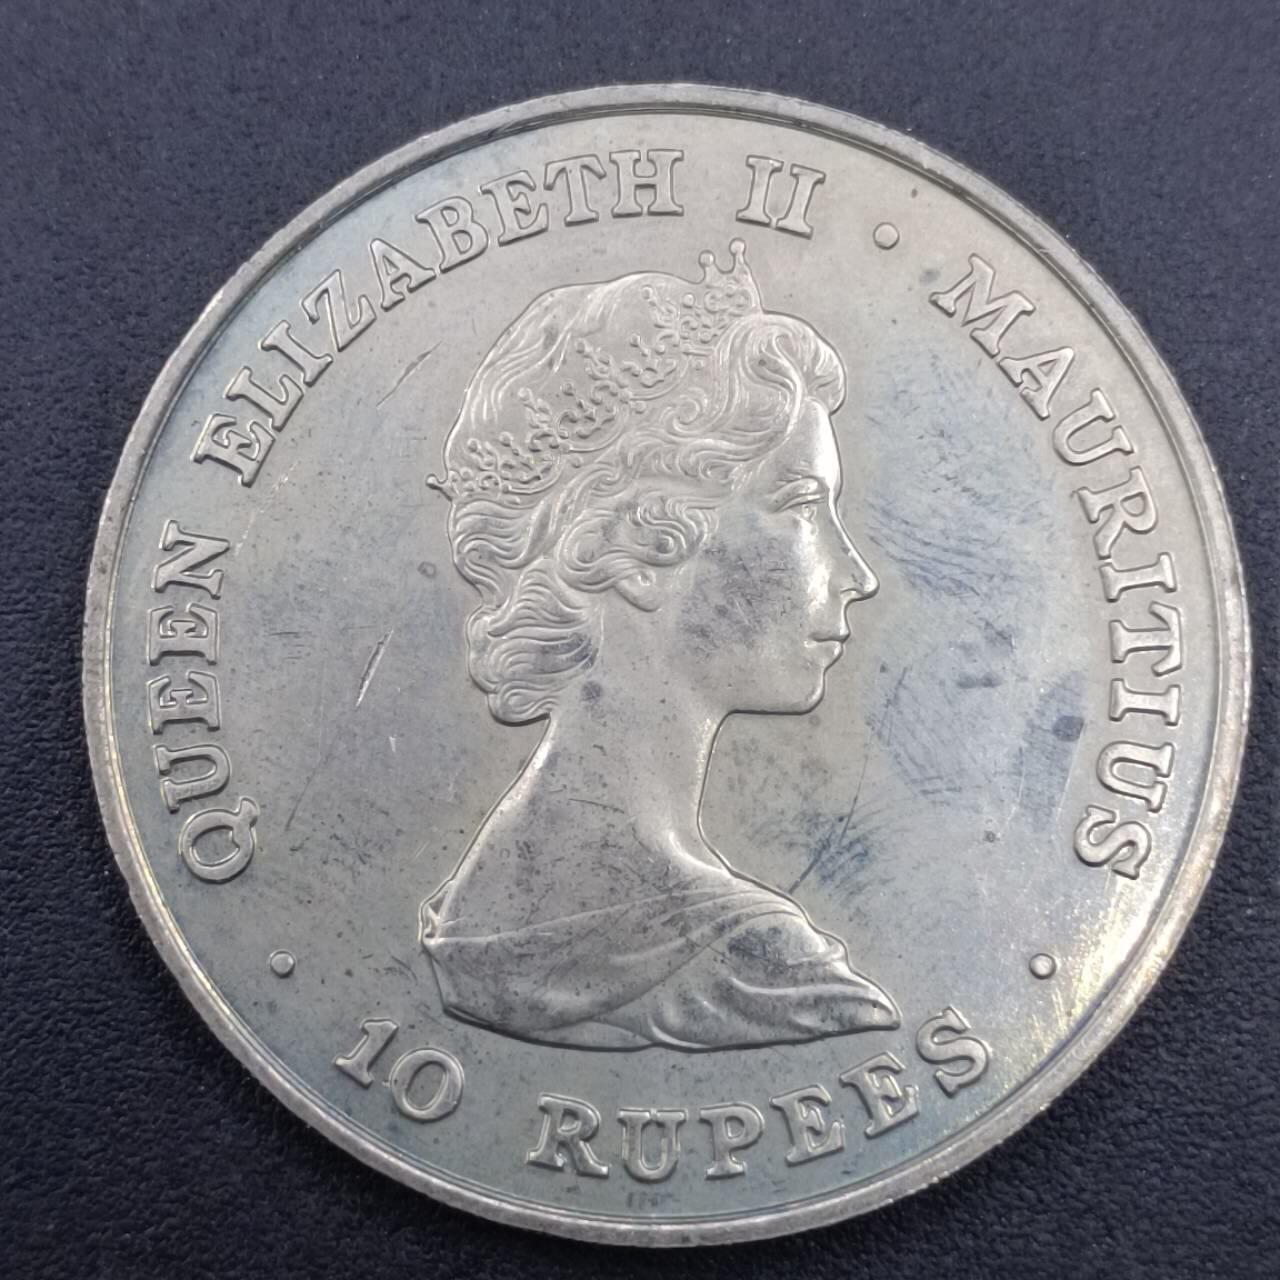 QUEEN ELIZABETH II · MAURITIUS
· 10 RUPEES ·